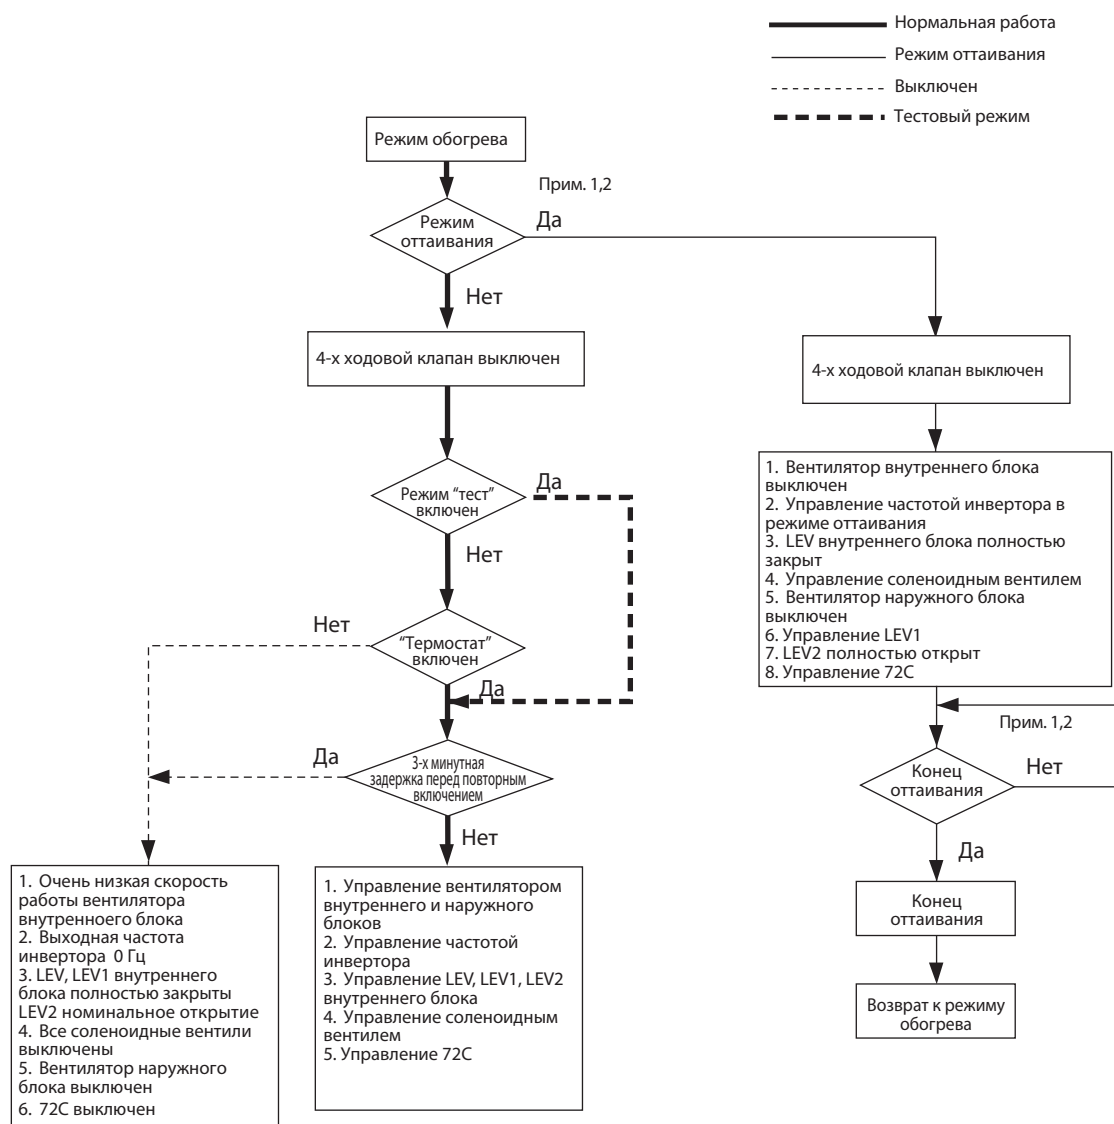 Нормальная работа
Режим оттаивания
Выключен
Тестовый режим
Режим обогрева
Прим. 1,2
Режим
оттаивания
Да
Нет
4-х ходовой клапан выключен
4-х ходовой клапан выключен
Режим “тест”
включен
Да
Нет
1. Вентилятор внутреннего блока
выключен
2. Управление частотой инвертора в
режиме оттаивания
3. LEV внутреннего блока полностью
закрыт
4. Управление соленоидным вентилем
5. Вентилятор наружного блока
выключен
6. Управление LEV1
7. LEV2 полностью открыт
8. Управление 72С
Нет
“Термостат”
включен
Да
Прим. 1,2
Да
3-х минутная
задержка перед повторным
включением
Нет
Конец
оттаивания
Нет
Да
1. Очень низкая скорость
работы вентилятора
внутренноего блока
2. Выходная частота
инвертора 0 Гц
3. LEV, LEV1 внутреннего
блока полностью закрыты
LEV2 номинальное открытие
4. Все соленоидные вентили
выключены
5. Вентилятор наружного
блока выключен
6. 72С выключен
1. Управление вентилятором
внутреннего и наружного
блоков
2. Управление частотой
инвертора
3. Управление LEV, LEV1, LEV2
внутреннего блока
4. Управление соленоидным
вентилем
5. Управление 72С
Конец
оттаивания
Возврат к режиму
обогрева